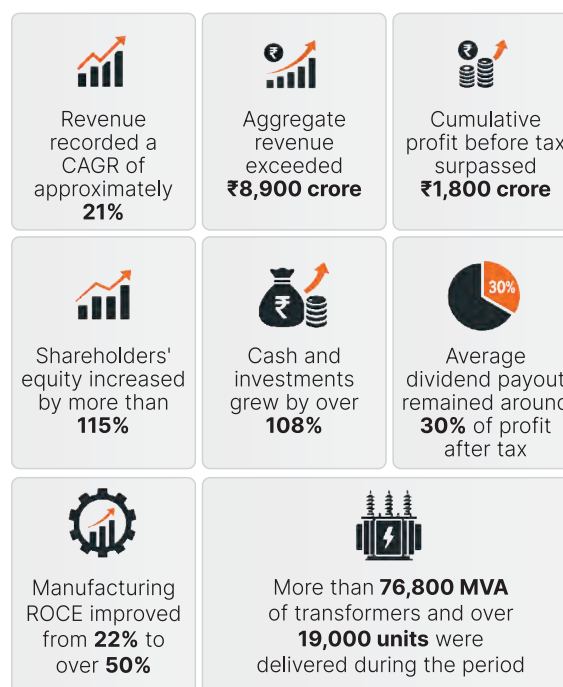 Revenue
recorded a
CAGR of
approximately
21%
Aggregate
revenue
exceeded
₹8,900 crore
Cumulative
profit before tax
surpassed
₹1,800 crore
Shareholders'
equity increased
by more than
115%
Cash and
investments
grew by over
108%
30%
Average
dividend payout
remained around
30% of profit
after tax
Manufacturing
ROCE improved
from 22% to
over 50%
More than 76,800 MVA
of transformers and over
19,000 units were
delivered during the period